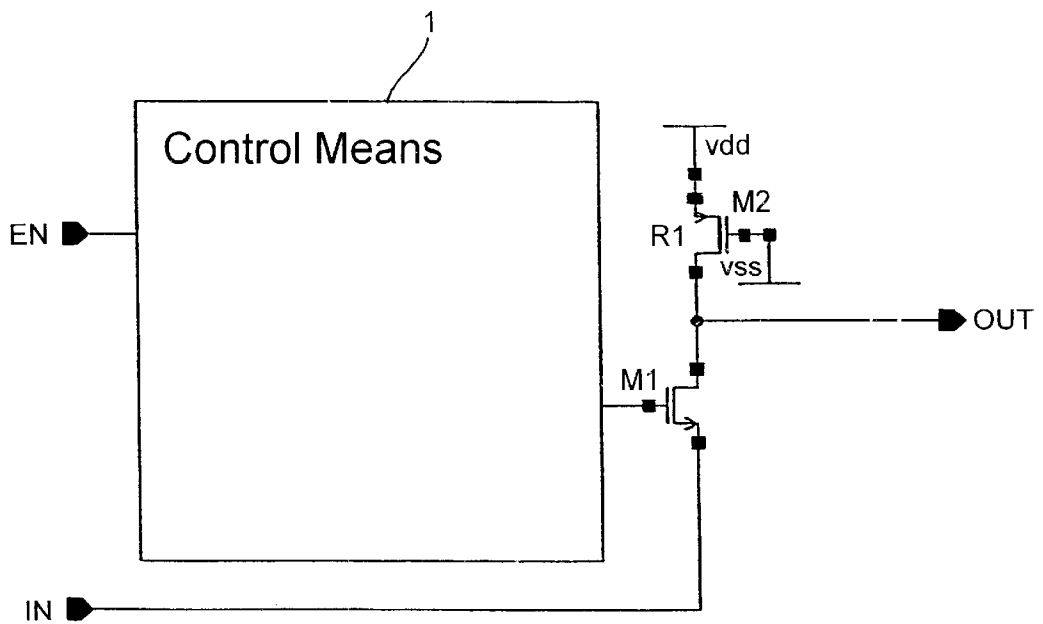 1
Control Means
vdd
EN
M2
R1
vss
OUT
M1
IN